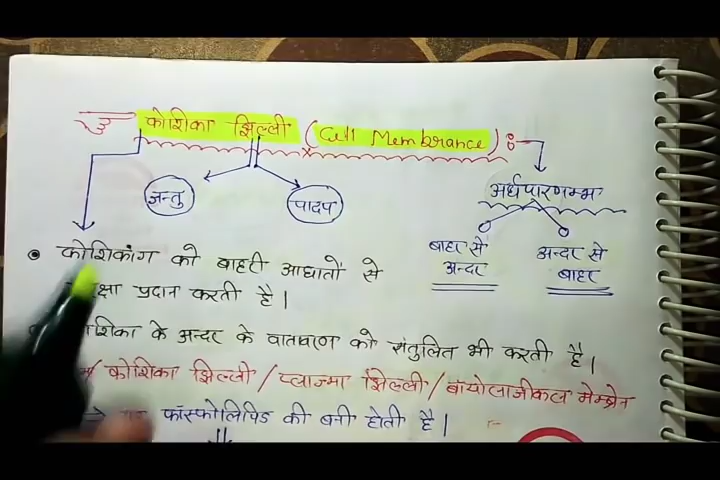 कोशिका झिल्ली (Cell Membrance) :-
जन्तु पादप
अर्धपारगम्य
बाहर से अन्दर
अन्दर से बाहर
• कोशिकांग को बाहरी आघातों से
प्रदान करती है।
के अन्दर के वातावरण को संतुलित भी करती है।
कोशिका झिल्ली / प्लाज्मा झिल्ली / बायोलाजीकल मेम्ब्रेन
फॉस्फोलिपिड की बनी होती है।